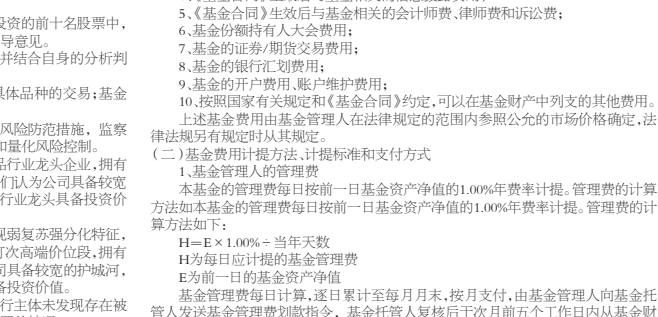 投资的前十名股票中，
导意见。
并结合自身的分析判
具体品种的交易；基金
风险防范措施，监察
和量化风险控制。
品行业龙头企业，拥有
们认为公司具备较宽
行业龙头具备投资价
现弱复苏强分化特征，
丁次高端价位段，拥有
司具备较宽的护城河，
备投资价值。
行主体未发现存在被
5、《基金合同》生效后与基金相关的会计师费、律师费和诉讼费；
6、基金份额持有人大会费用；
7、基金的证券/期货交易费用；
8、基金的银行汇划费用；
9、基金的开户费用、账户维护费用；
10、按照国家有关规定和《基金合同》约定，可以在基金财产中列支的其他费用。
上述基金费用由基金管理人在法律规定的范围内参照公允的市场价格确定，法
律法规另有规定时从其规定。
（二）基金费用计提方法、计提标准和支付方式
1、基金管理人的管理费
本基金的管理费每日按前一日基金资产净值的1.00%年费率计提。管理费的计算
方法如本基金的管理费每日按前一日基金资产净值的1.00%年费率计提。管理费的计
算方法如下：
H=E×1.00%÷当年天数
H为每日应计提的基金管理费
E为前一日的基金资产净值
基金管理费每日计算，逐日累计至每月月末，按月支付，由基金管理人向基金托
管人发送基金管理费划款指令，基金托管人复核后于次月前五个工作日内从基金财